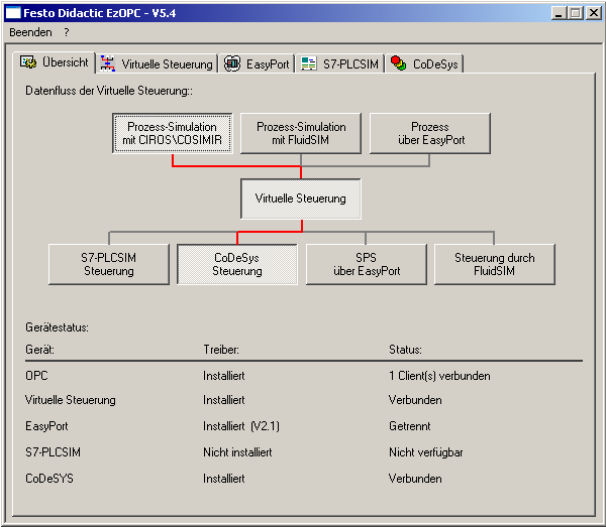 Festo Didactic EzOPC - V5.4
Beenden ?
Übersicht Virtuelle Steuerung EasyPort S7-PLCSIM CoDeSys
Datenfluss der Virtuelle Steuerung::
Prozess-Simulation
mit CIROS\COSIMIR
Prozess-Simulation
mit FluidSIM
Prozess
über EasyPort
Virtuelle Steuerung
S7-PLCSIM
Steuerung
CoDeSys
Steuerung
SPS
über EasyPort
Steuerung durch
FluidSIM
Gerätestatus:
Gerät: Treiber: Status:
OPC Installiert 1 Client(s) verbunden
Virtuelle Steuerung Installiert Verbunden
EasyPort Installiert (V2.1) Getrennt
S7-PLCSIM Nicht installiert Nicht verfügbar
CoDeSYS Installiert Verbunden